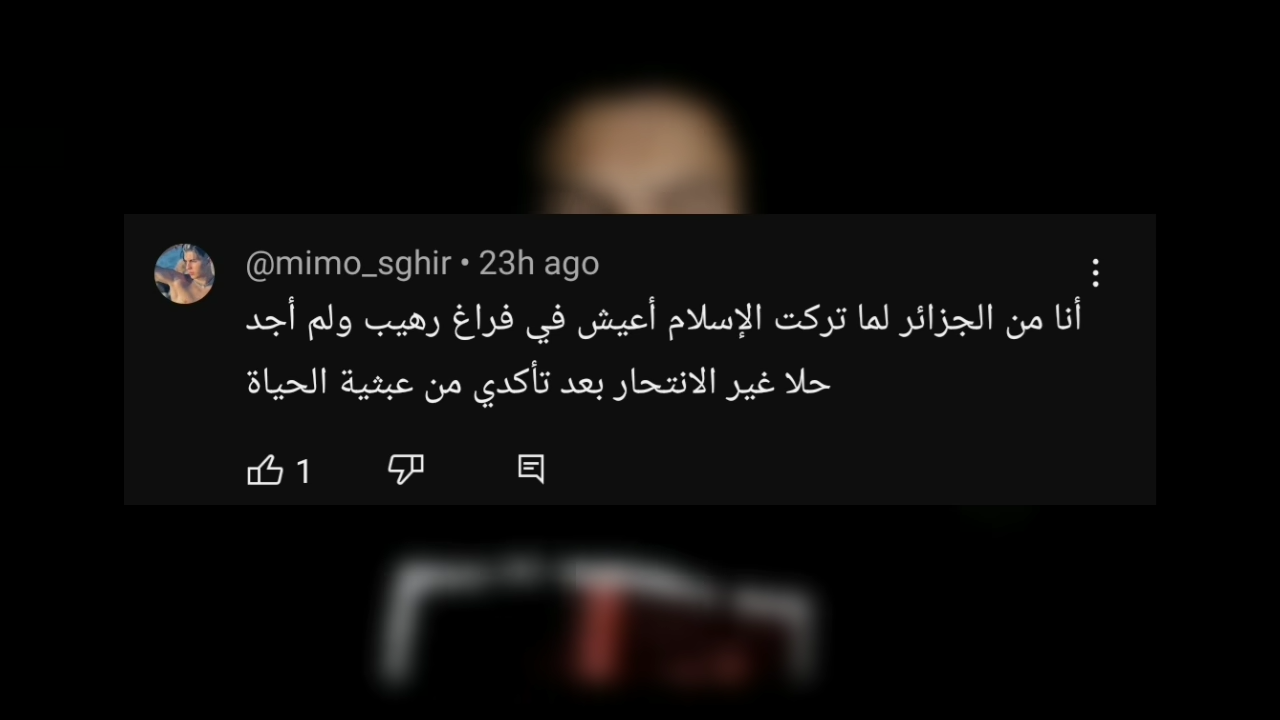 @mimo_sghir • 23h ago
أنا من الجزائر لما تركت الإسلام أعيش في فراغ رهيب ولم أجد
حلا غير الانتحار بعد تأكدي من عبثية الحياة
1